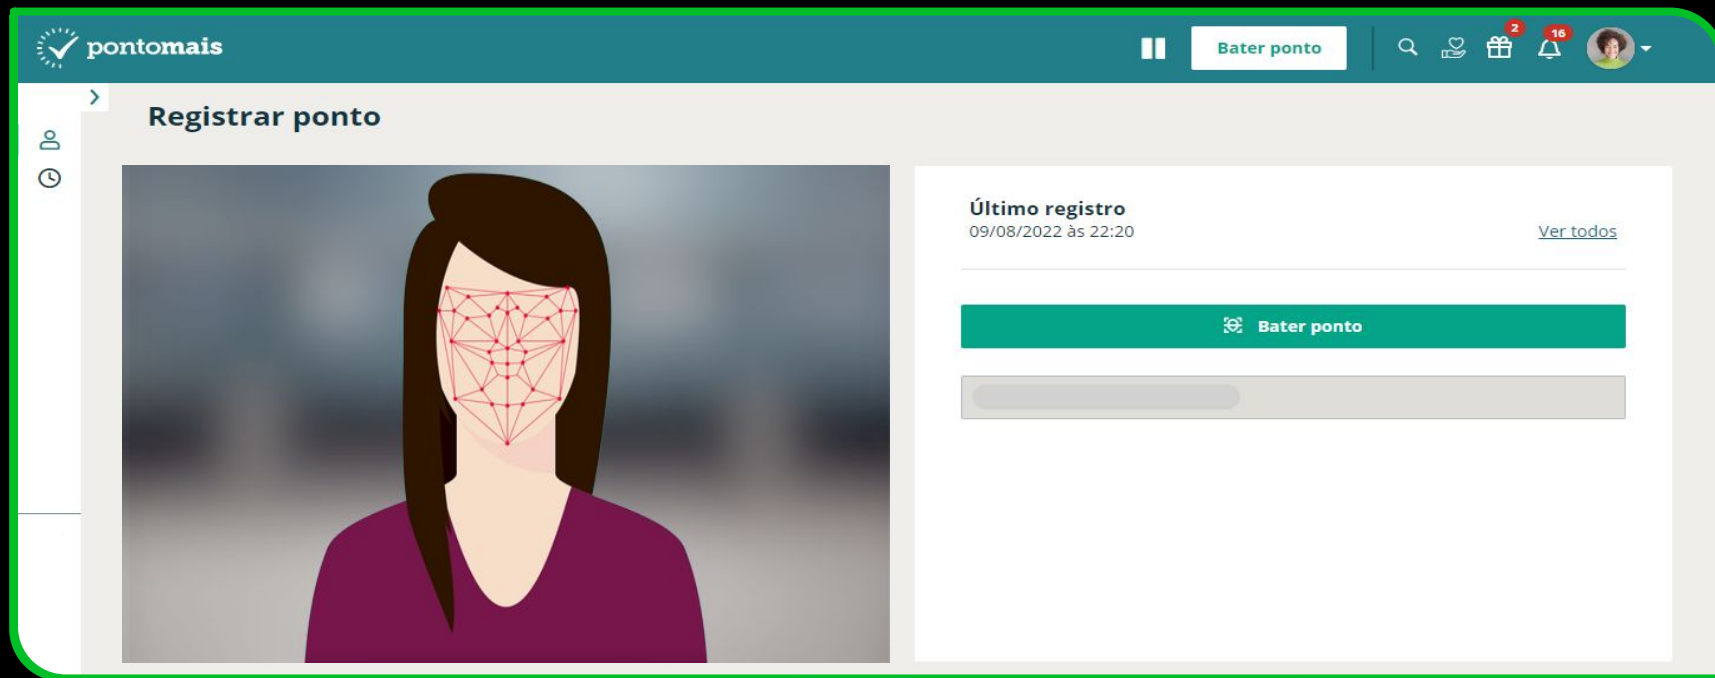 pontomais
Bater ponto
2
16
Registrar ponto
Último registro
09/08/2022 às 22:20
Ver todos
Bater ponto